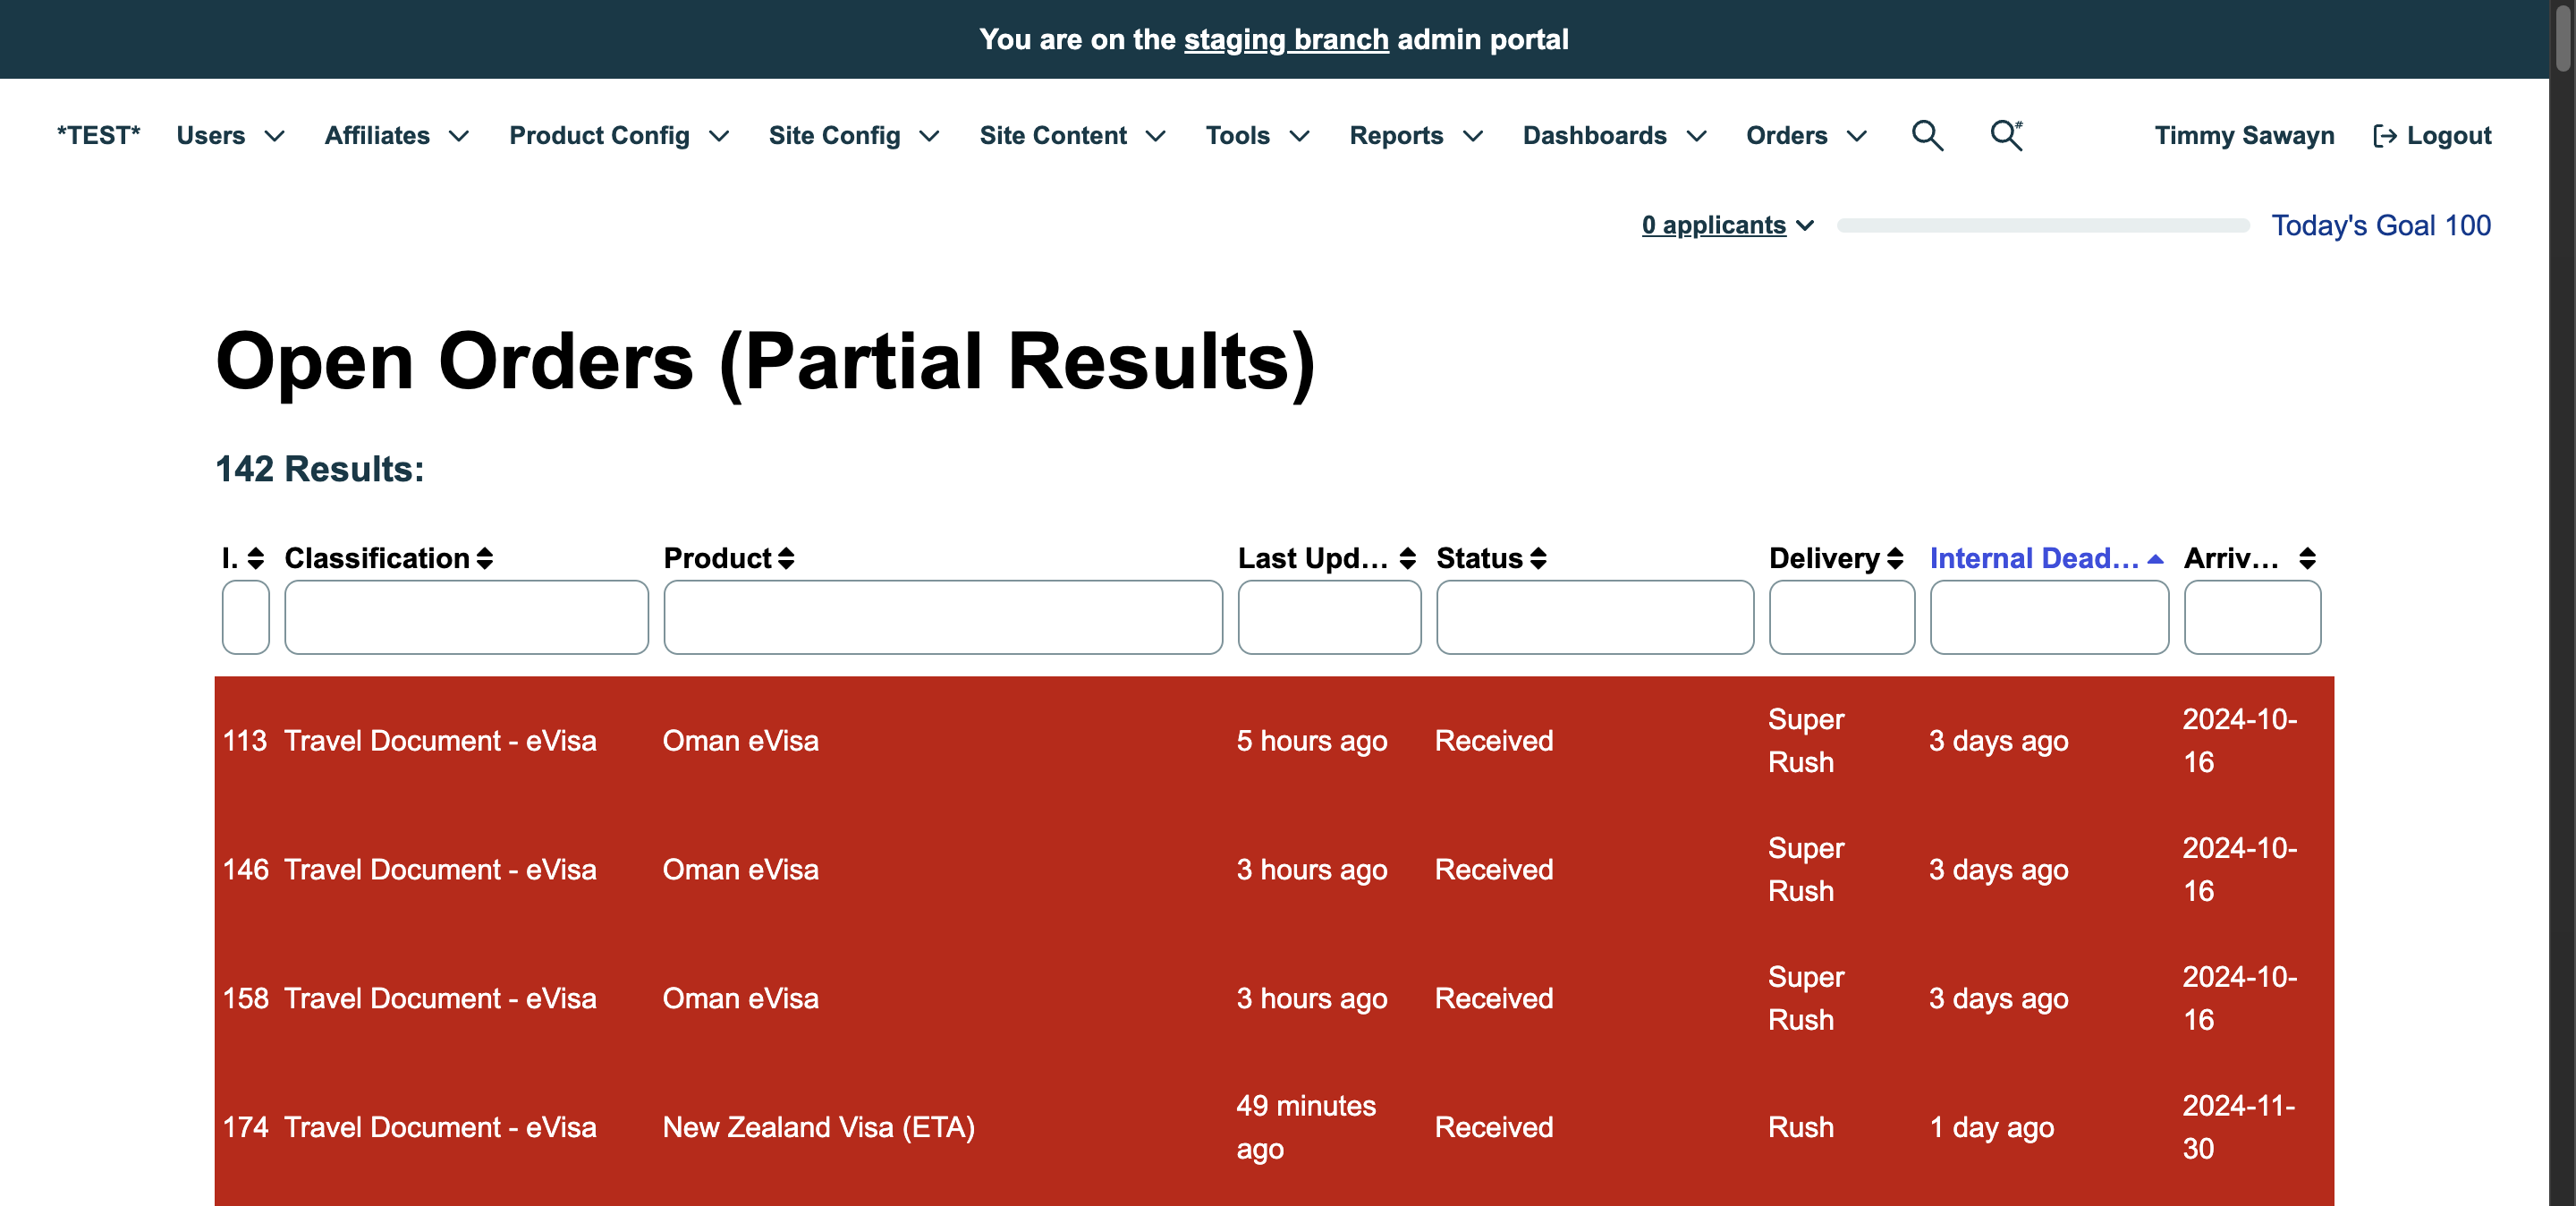 You are on the staging branch admin portal
*TEST* Users Affiliates Product Config Site Config Site Content Tools Reports Dashboards Orders # Timmy Sawayn Logout
0 applicants Today's Goal 100
Open Orders (Partial Results)
142 Results:
I. Classification Product Last Upd... Status Delivery Internal Dead... Arriv...
113 Travel Document - eVisa Oman eVisa 5 hours ago Received Super Rush 3 days ago 2024-10-16
146 Travel Document - eVisa Oman eVisa 3 hours ago Received Super Rush 3 days ago 2024-10-16
158 Travel Document - eVisa Oman eVisa 3 hours ago Received Super Rush 3 days ago 2024-10-16
174 Travel Document - eVisa New Zealand Visa (ETA) 49 minutes ago Received Rush 1 day ago 2024-11-30